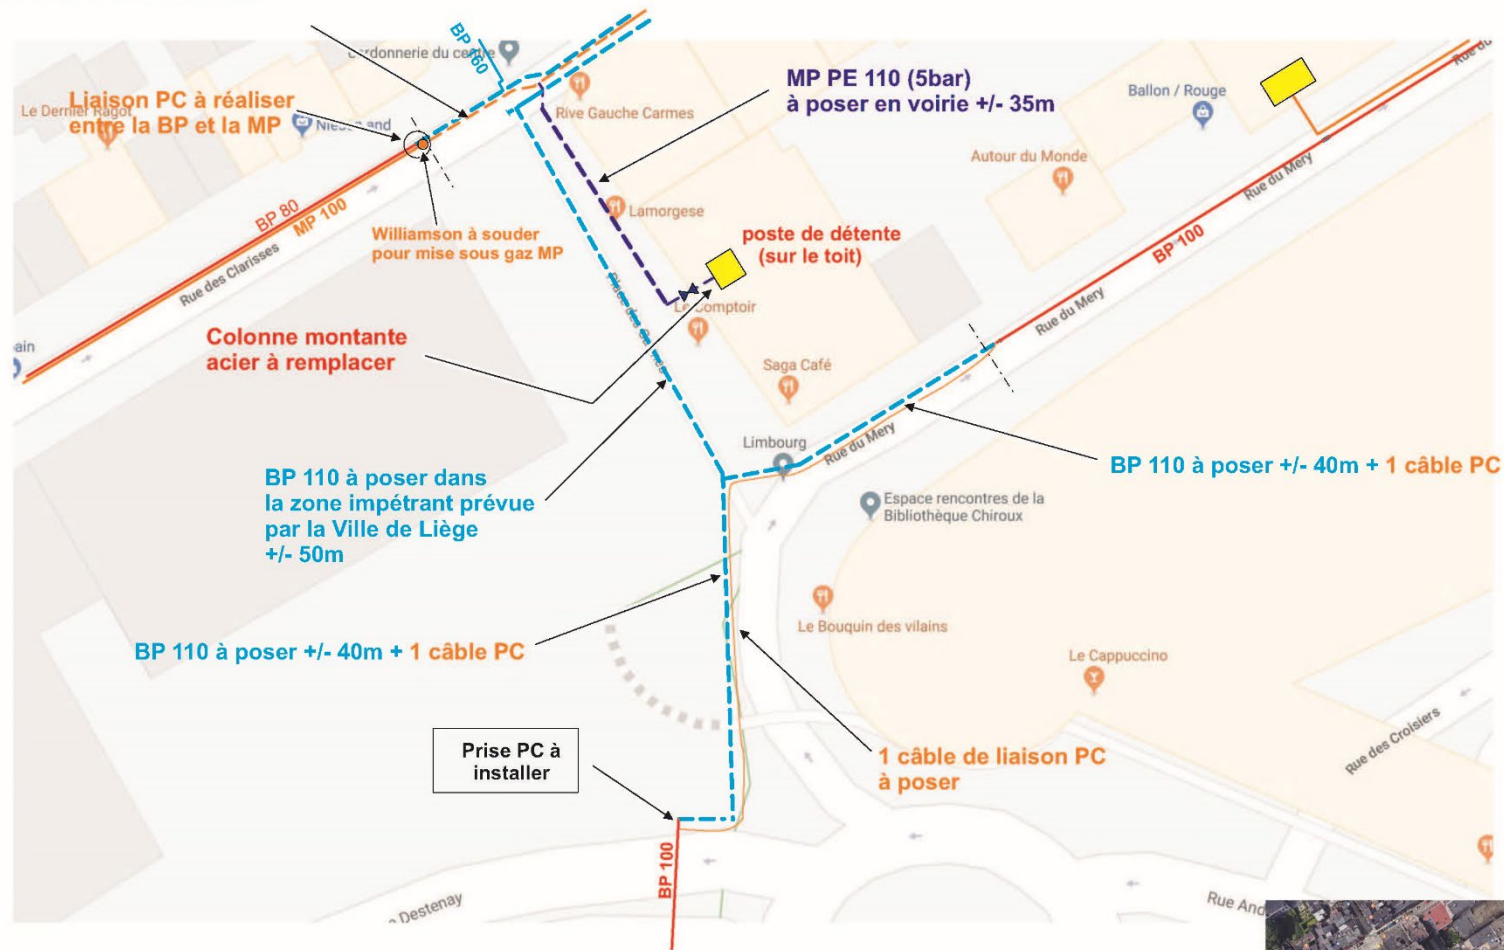 BP 160
Cordonnerie du centre
Rue du
Le Dernier Ragot
Liaison PC à réaliser
entre la BP et la MP
Rive Gauche Carmes
MP PE 110 (5bar)
à poser en voirie +/- 35m
Ballon / Rouge
Autour du Monde
Rue du Mery
Rue du Mery
BP 80
MP 100
Rue des Clarisses
Williamson à souder
pour mise sous gaz MP
Lamorgese
poste de détente
(sur le toit)
BP 100
Rue du Mery
Le Comptoir
Colonne montante
acier à remplacer
Saga Café
Limbourg
Rue du Mery
BP 110 à poser +/- 40m + 1 câble PC
BP 110 à poser dans
la zone impétrant prévue
par la Ville de Liège
+/- 50m
Espace rencontres de la
Bibliothèque Chiroux
Le Bouquin des vilains
BP 110 à poser +/- 40m + 1 câble PC
Le Cappuccino
Prise PC à
installer
1 câble de liaison PC
à poser
Rue des Croisiers
BP 100
Destenay
Rue And